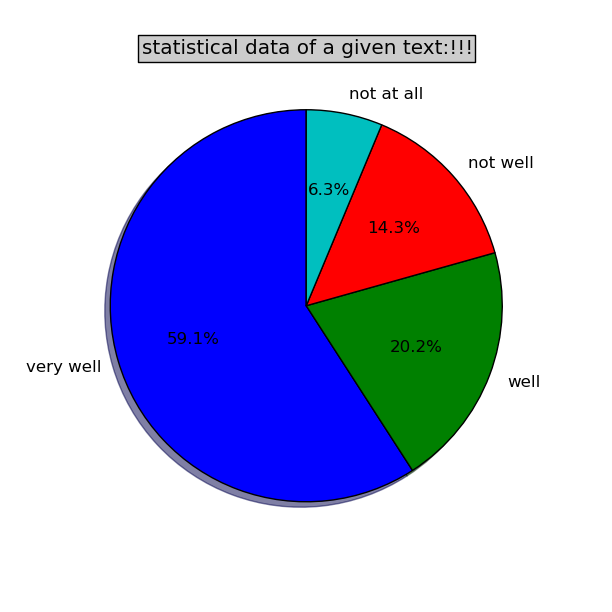 statistical data of a given text:!!!
not at all
not well
6.3%
14.3%
59.1%
20.2%
very well
well